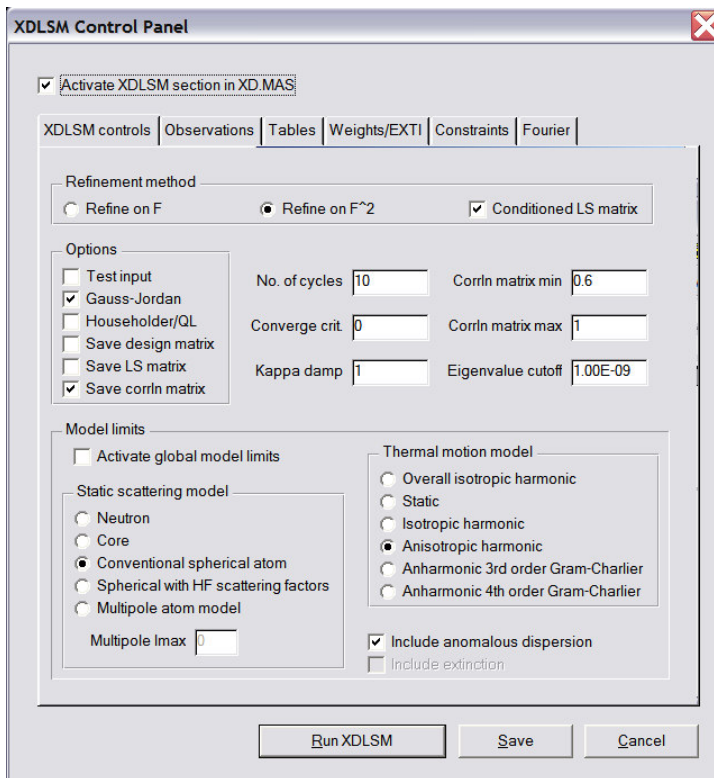 XDLSM Control Panel
Activate XDLSM section in XD.MAS
XDLSM controls Observations Tables Weights/EXTI Constraints Fourier
Refinement method
Refine on F Refine on F^2 Conditioned LS matrix
Options
Test input
Gauss-Jordan
Householder/QL
Save design matrix
Save LS matrix
Save corrln matrix
No. of cycles 10 Corrln matrix min 0.6
Converge crit. 0 Corrln matrix max 1
Kappa damp 1 Eigenvalue cutoff 1.00E-09
Model limits
Activate global model limits
Static scattering model
Neutron
Core
Conventional spherical atom
Spherical with HF scattering factors
Multipole atom model
Multipole lmax 0
Thermal motion model
Overall isotropic harmonic
Static
Isotropic harmonic
Anisotropic harmonic
Anharmonic 3rd order Gram-Charlier
Anharmonic 4th order Gram-Charlier
Include anomalous dispersion
Include extinction
Run XDLSM Save Cancel